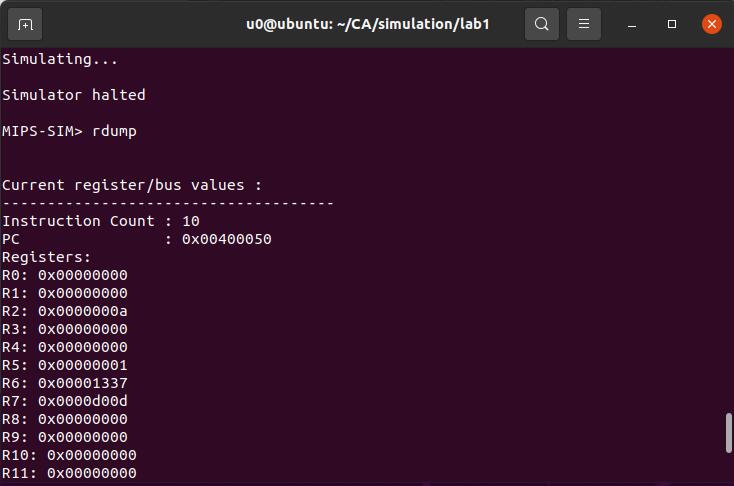 u0@ubuntu: ~/CA/simulation/lab1
Simulating...
Simulator halted
MIPS-SIM> rdump
Current register/bus values :
-------------------------------------
Instruction Count : 10
PC                : 0x00400050
Registers:
R0: 0x00000000
R1: 0x00000000
R2: 0x0000000a
R3: 0x00000000
R4: 0x00000000
R5: 0x00000001
R6: 0x00001337
R7: 0x0000d00d
R8: 0x00000000
R9: 0x00000000
R10: 0x00000000
R11: 0x00000000